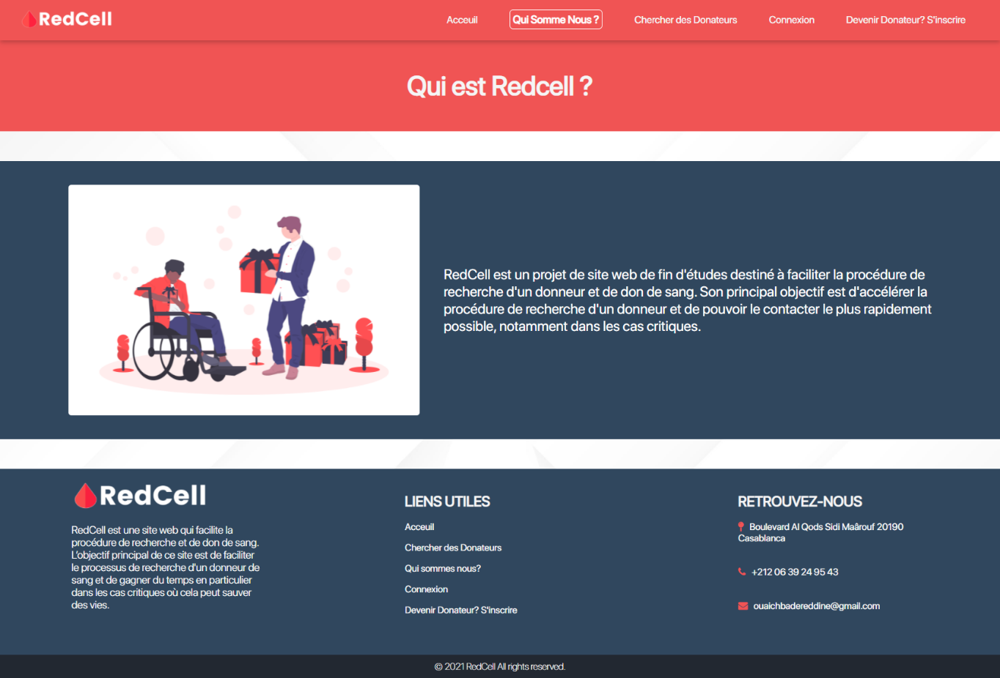 RedCell
Acceuil
Qui Somme Nous ?
Chercher des Donateurs
Connexion
Devenir Donateur? S'inscrire
Qui est Redcell ?
RedCell est un projet de site web de fin d'études destiné à faciliter la procédure de
recherche d'un donneur et de don de sang. Son principal objectif est d'accélérer la
procédure de recherche d'un donneur et de pouvoir le contacter le plus rapidement
possible, notamment dans les cas critiques.
RedCell
RedCell est une site web qui facilite la
procédure de recherche et de don de sang.
L'objectif principal de ce site est de faciliter
le processus de recherche d'un donneur de
sang et de gagner du temps en particulier
dans les cas critiques où cela peut sauver
des vies.
LIENS UTILES
Acceuil
Chercher des Donateurs
Qui sommes nous?
Connexion
Devenir Donateur? S'inscrire
RETROUVEZ-NOUS
Boulevard Al Qods Sidi Maârouf 20190
Casablanca
+212 06 39 24 95 43
ouaichbadereddine@gmail.com
© 2021 RedCell All rights reserved.